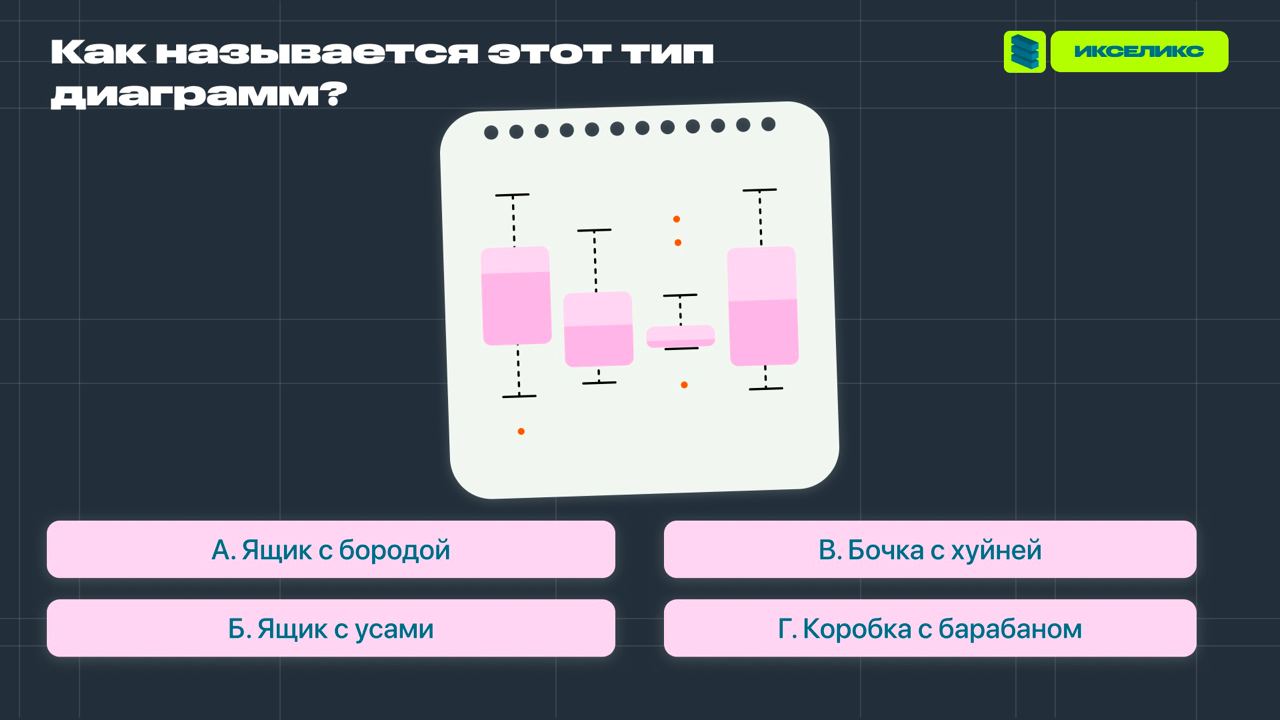 Как называется этот тип
диаграмм?
ИКСЕЛИКС
А. Ящик с бородой
В. Бочка с хуйней
Б. Ящик с усами
Г. Коробка с барабаном